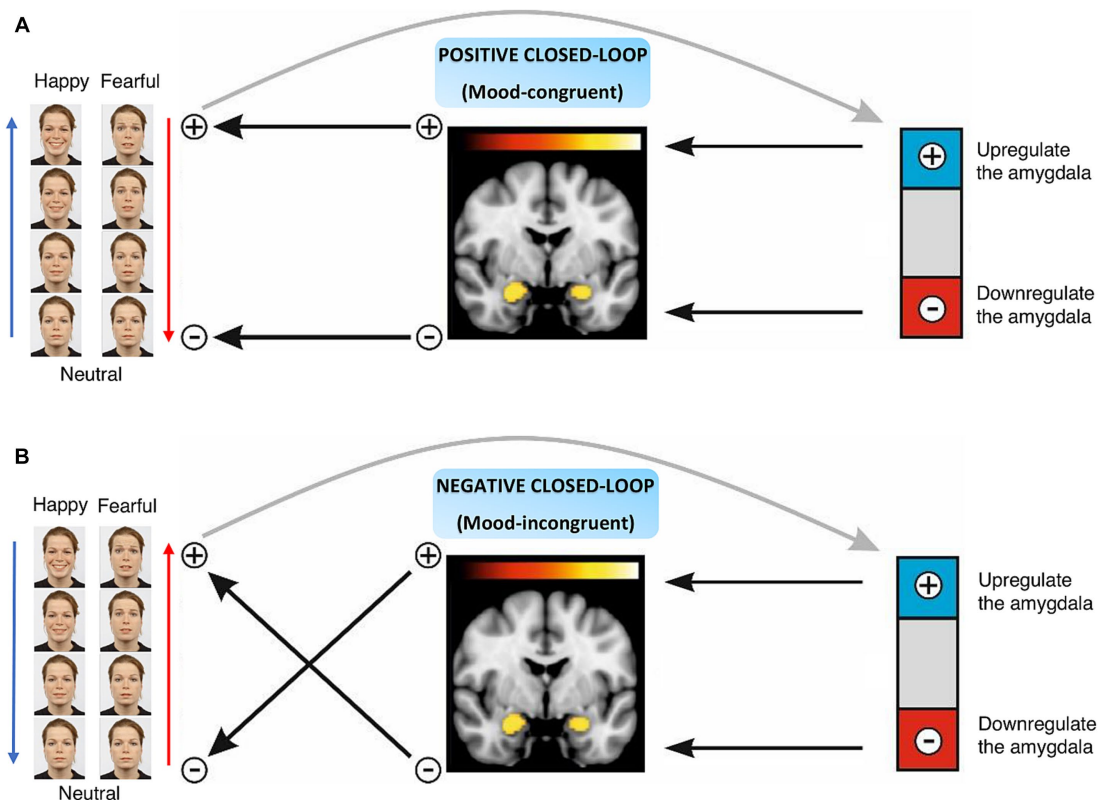 A
POSITIVE CLOSED-LOOP
(Mood-congruent)
Happy Fearful
+
+
+
Upregulate
the amygdala
-
-
-
Downregulate
the amygdala
Neutral
B
NEGATIVE CLOSED-LOOP
(Mood-incongruent)
Happy Fearful
+
+
+
Upregulate
the amygdala
-
-
-
Downregulate
the amygdala
Neutral